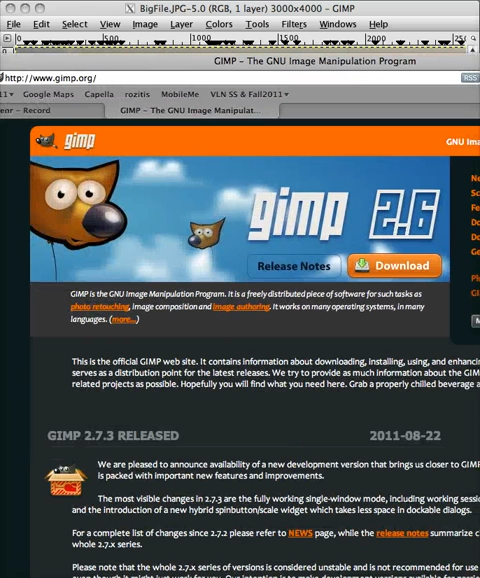 BigFile.JPG-5.0 (RGB, 1 layer) 3000x4000 – GIMP
File Edit Select View Image Layer Colors Tools Filters Windows Help
0 500 1000 1500 2000
GIMP - The GNU Image Manipulation Program
http://www.gimp.org/ RSS
Google Maps Capella rozitis MobileMe VLN SS & Fall2011
enr - Record GIMP – The GNU Image Manipulat...
gimp GNU Ima
gimp 2.6
Release Notes Download
GIMP is the GNU Image Manipulation Program. It is a freely distributed piece of software for such tasks as
photo retouching, image composition and image authoring. It works on many operating systems, in many
languages. (more...)
This is the official GIMP web site. It contains information about downloading, installing, using, and enhancing
serves as a distribution point for the latest releases. We try to provide as much information about the GIM
related projects as possible. Hopefully you will find what you need here. Grab a properly chilled beverage a
GIMP 2.7.3 RELEASED 2011-08-22
We are pleased to announce availability of a new development version that brings us closer to GIMP
is packed with important new features and improvements.
The most visible changes in 2.7.3 are the fully working single-window mode, including working sessi
and the introduction of a new hybrid spinbutton/scale widget which takes less space in dockable dialogs.
For a complete list of changes since 2.7.2 please refer to NEWS page, while the release notes summarize c
whole 2.7.x series.
Please note that the whole 2.7.x series of versions is considered unstable and is not recommended for use